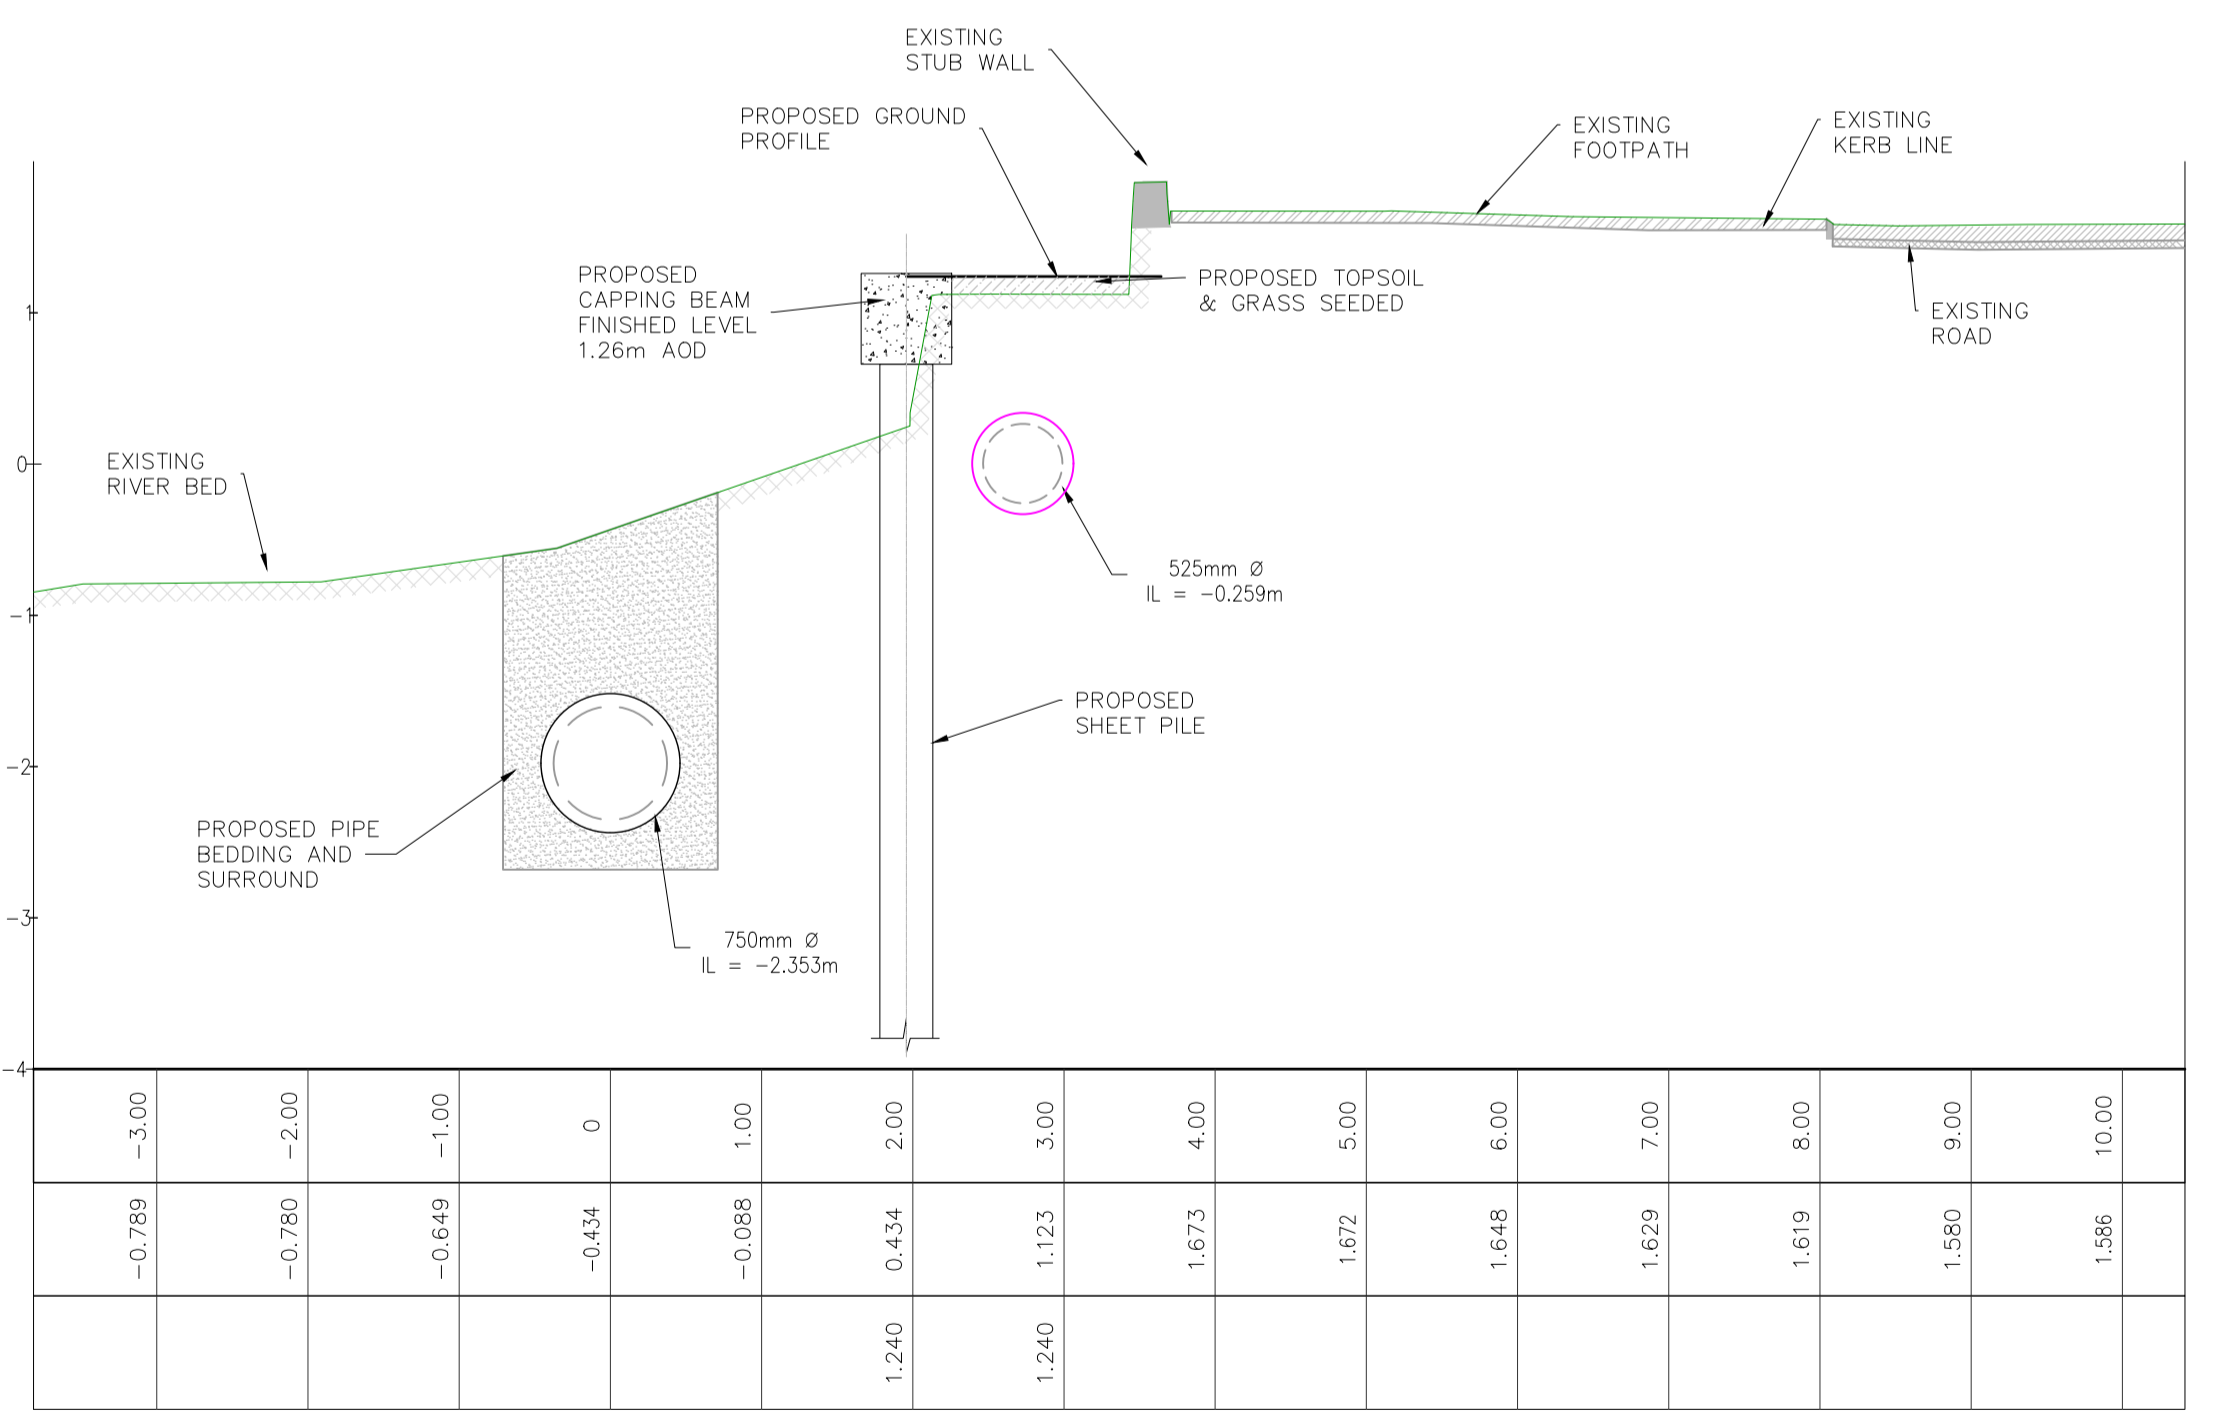 EXISTING
STUB WALL
PROPOSED GROUND
PROFILE
EXISTING
FOOTPATH
EXISTING
KERB LINE
PROPOSED
CAPPING BEAM
FINISHED LEVEL
1.26m AOD
PROPOSED TOPSOIL
& GRASS SEEDED
EXISTING
ROAD
EXISTING
RIVER BED
525mm Ø
IL = -0.259m
PROPOSED
SHEET PILE
PROPOSED PIPE
BEDDING AND
SURROUND
750mm Ø
IL = -2.353m
1
0
-1
-2
-3
-4
-3.00 -2.00 -1.00 0 1.00 2.00 3.00 4.00 5.00 6.00 7.00 8.00 9.00 10.00
-0.789 -0.780 -0.649 -0.434 -0.088 0.434 1.123 1.673 1.672 1.648 1.629 1.619 1.580 1.586
1.240 1.240